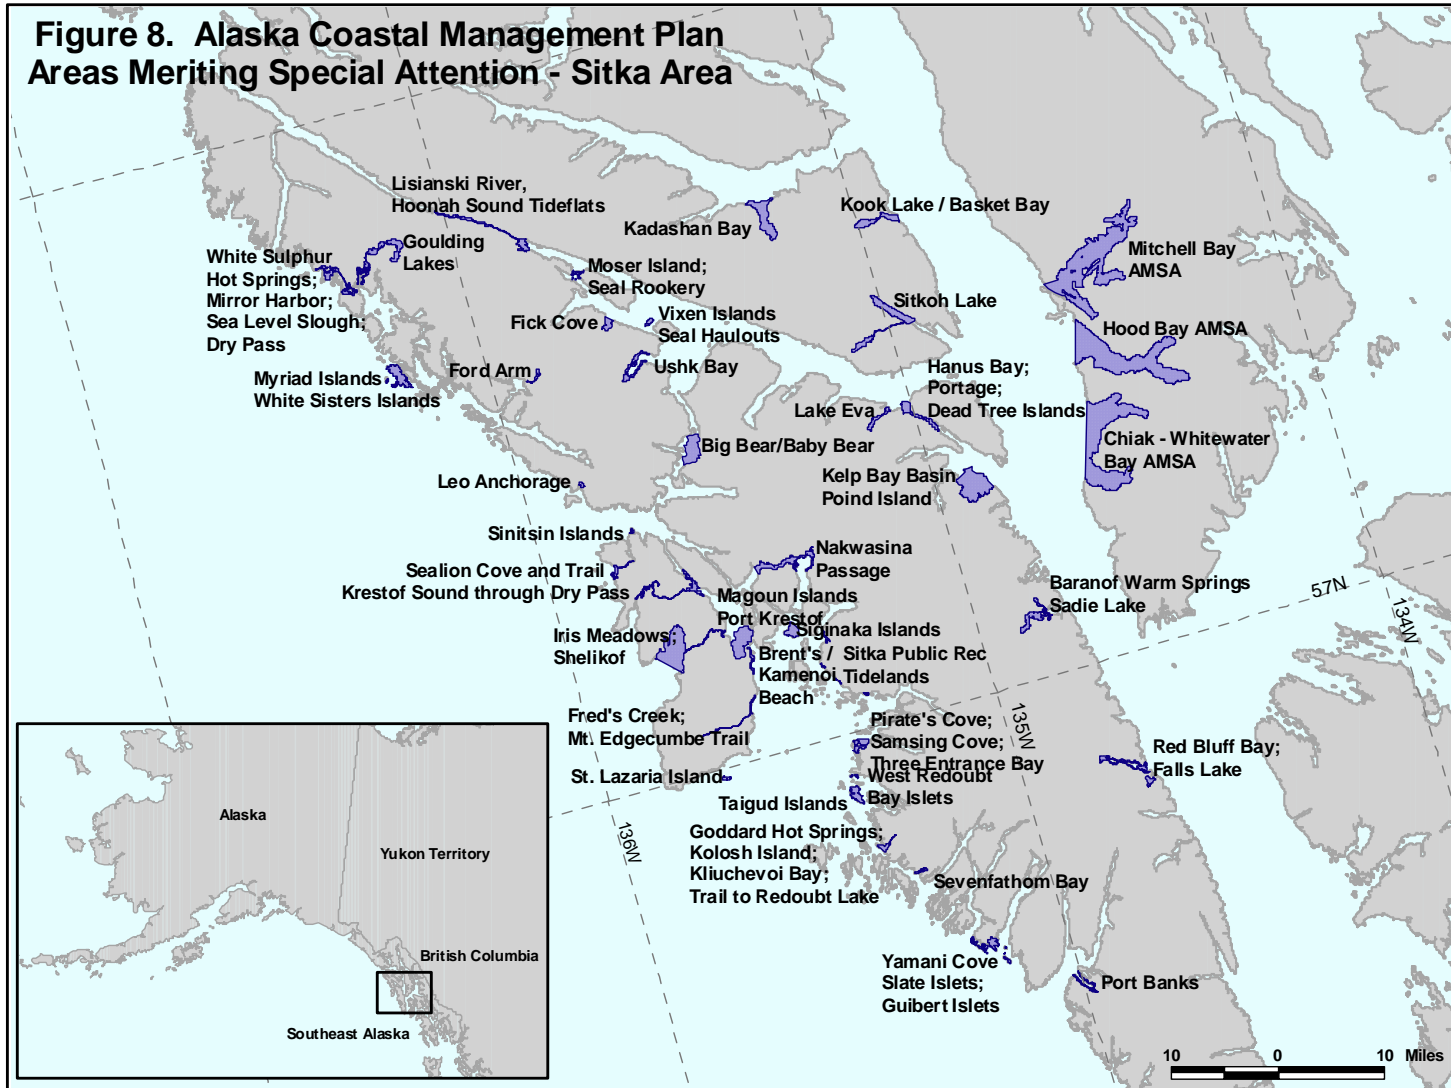 Figure 8.  Alaska Coastal Management Plan
Areas Meriting Special Attention - Sitka Area
Lisianski River,
Hoonah Sound Tideflats
Kadashan Bay
Kook Lake / Basket Bay
Mitchell Bay
AMSA
Goulding
Lakes
White Sulphur
Hot Springs;
Mirror Harbor;
Sea Level Slough;
Dry Pass
Moser Island;
Seal Rookery
Sitkoh Lake
Fick Cove
Vixen Islands
Seal Haulouts
Hood Bay AMSA
Myriad Islands
White Sisters Islands
Ford Arm
Ushk Bay
Hanus Bay;
Portage;
Dead Tree Islands
Lake Eva
Big Bear/Baby Bear
Chiak - Whitewater
Bay AMSA
Leo Anchorage
Kelp Bay Basin
Poind Island
Sinitsin Islands
Nakwasina
Passage
Sealion Cove and Trail
Krestof Sound through Dry Pass
Baranof Warm Springs
Sadie Lake
57N
134W
Magoun Islands
Port Krestof
Iris Meadows;
Shelikof
Siginaka Islands
Brent's /
Kamenoi
Beach
Sitka Public Rec
Tidelands
Fred's Creek;
Mt. Edgecumbe Trail
Pirate's Cove;
Samsing Cove;
Three Entrance Bay
135W
Red Bluff Bay;
Falls Lake
St. Lazaria Island
West Redoubt
Bay Islets
Taigud Islands
136W
Goddard Hot Springs;
Kolosh Island;
Kliuchevoi Bay;
Trail to Redoubt Lake
Sevenfathom Bay
Yamani Cove
Slate Islets;
Guibert Islets
Port Banks
Alaska
Yukon Territory
British Columbia
Southeast Alaska
10 0 10 Miles